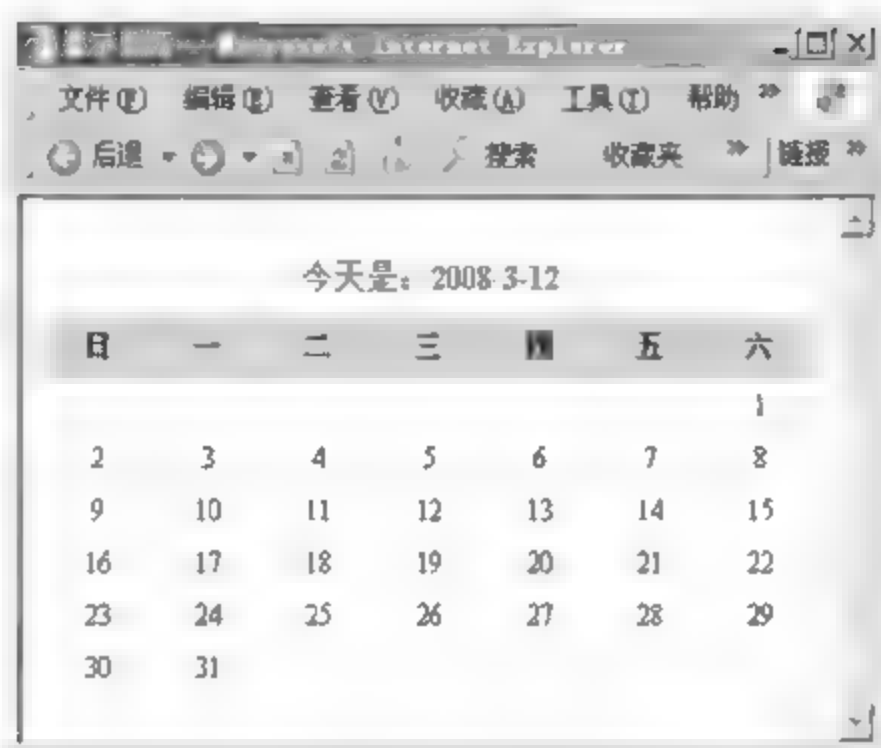 Microsoft Internet Explorer
文件(F) 编辑(E) 查看(V) 收藏(A) 工具(T) 帮助 »
后退 搜索 收藏夹 » 链接 »
今天是：2008-3-12
日 一 二 三 四 五 六
1
2 3 4 5 6 7 8
9 10 11 12 13 14 15
16 17 18 19 20 21 22
23 24 25 26 27 28 29
30 31